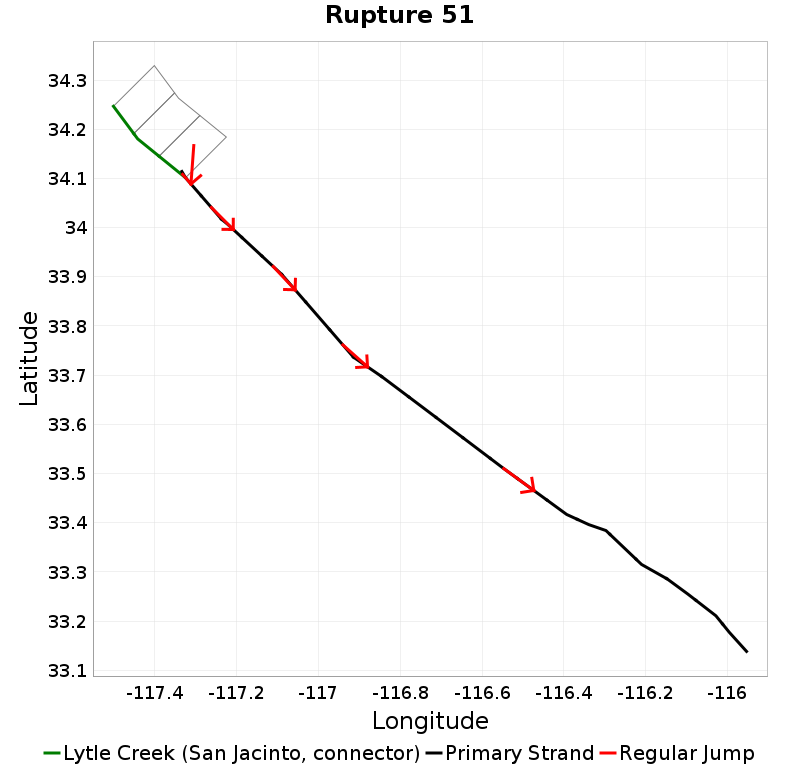 Rupture 51
34.3
34.2
34.1
34
33.9
33.8
33.7
33.6
33.5
33.4
33.3
33.2
33.1
Latitude
-117.4 -117.2 -117 -116.8 -116.6 -116.4 -116.2 -116
Longitude
Lytle Creek (San Jacinto, connector) Primary Strand Regular Jump